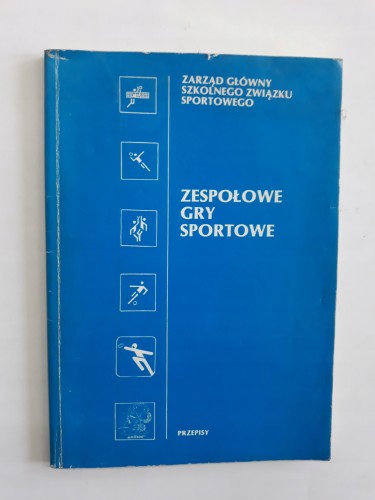 ZARZĄD GŁÓWNY
SZKOLNEGO ZWIĄZKU
SPORTOWEGO
ZESPOŁOWE
GRY
SPORTOWE
PRZEPISY